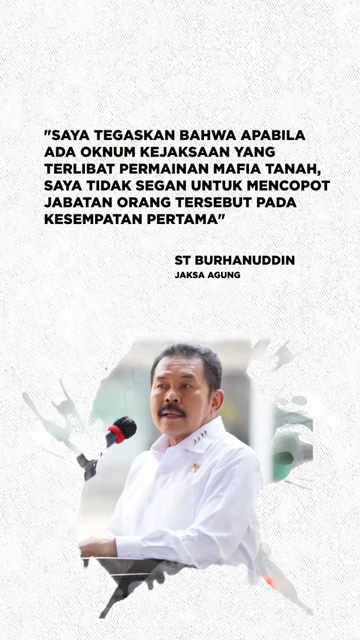 "SAYA TEGASKAN BAHWA APABILA
ADA OKNUM KEJAKSAAN YANG
TERLIBAT PERMAINAN MAFIA TANAH,
SAYA TIDAK SEGAN UNTUK MENCOPOT
JABATAN ORANG TERSEBUT PADA
KESEMPATAN PERTAMA"
ST BURHANUDDIN
JAKSA AGUNG